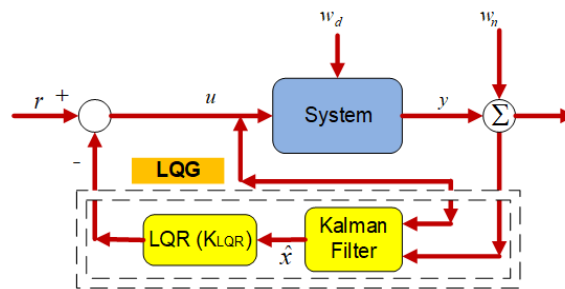 w_d
w_n
r
+
u
System
y
Σ
-
LQG
LQR (K_LQR)
x̂
Kalman
Filter